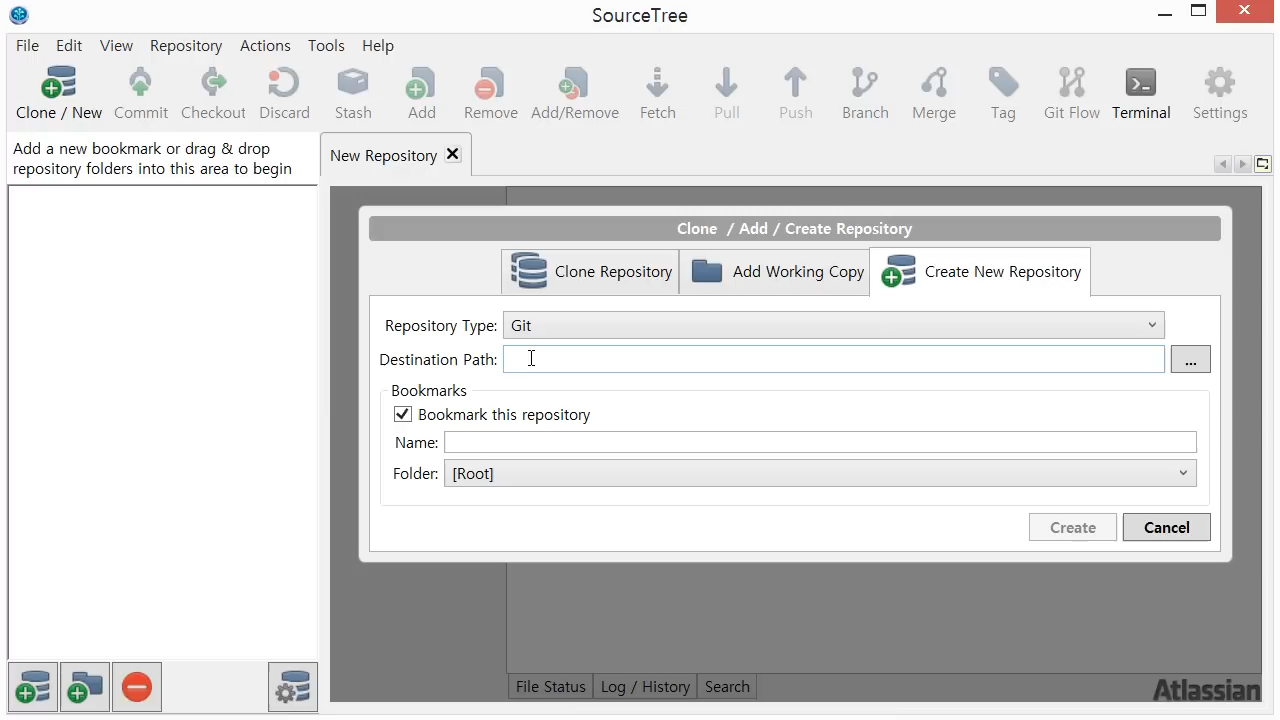 SourceTree
File Edit View Repository Actions Tools Help
Clone / New Commit Checkout Discard Stash Add Remove Add/Remove Fetch Pull Push Branch Merge Tag Git Flow Terminal Settings
Add a new bookmark or drag & drop
repository folders into this area to begin
New Repository
Clone / Add / Create Repository
Clone Repository Add Working Copy Create New Repository
Repository Type: Git
Destination Path: ...
Bookmarks
Bookmark this repository
Name:
Folder: [Root]
Create Cancel
File Status Log / History Search
Atlassian